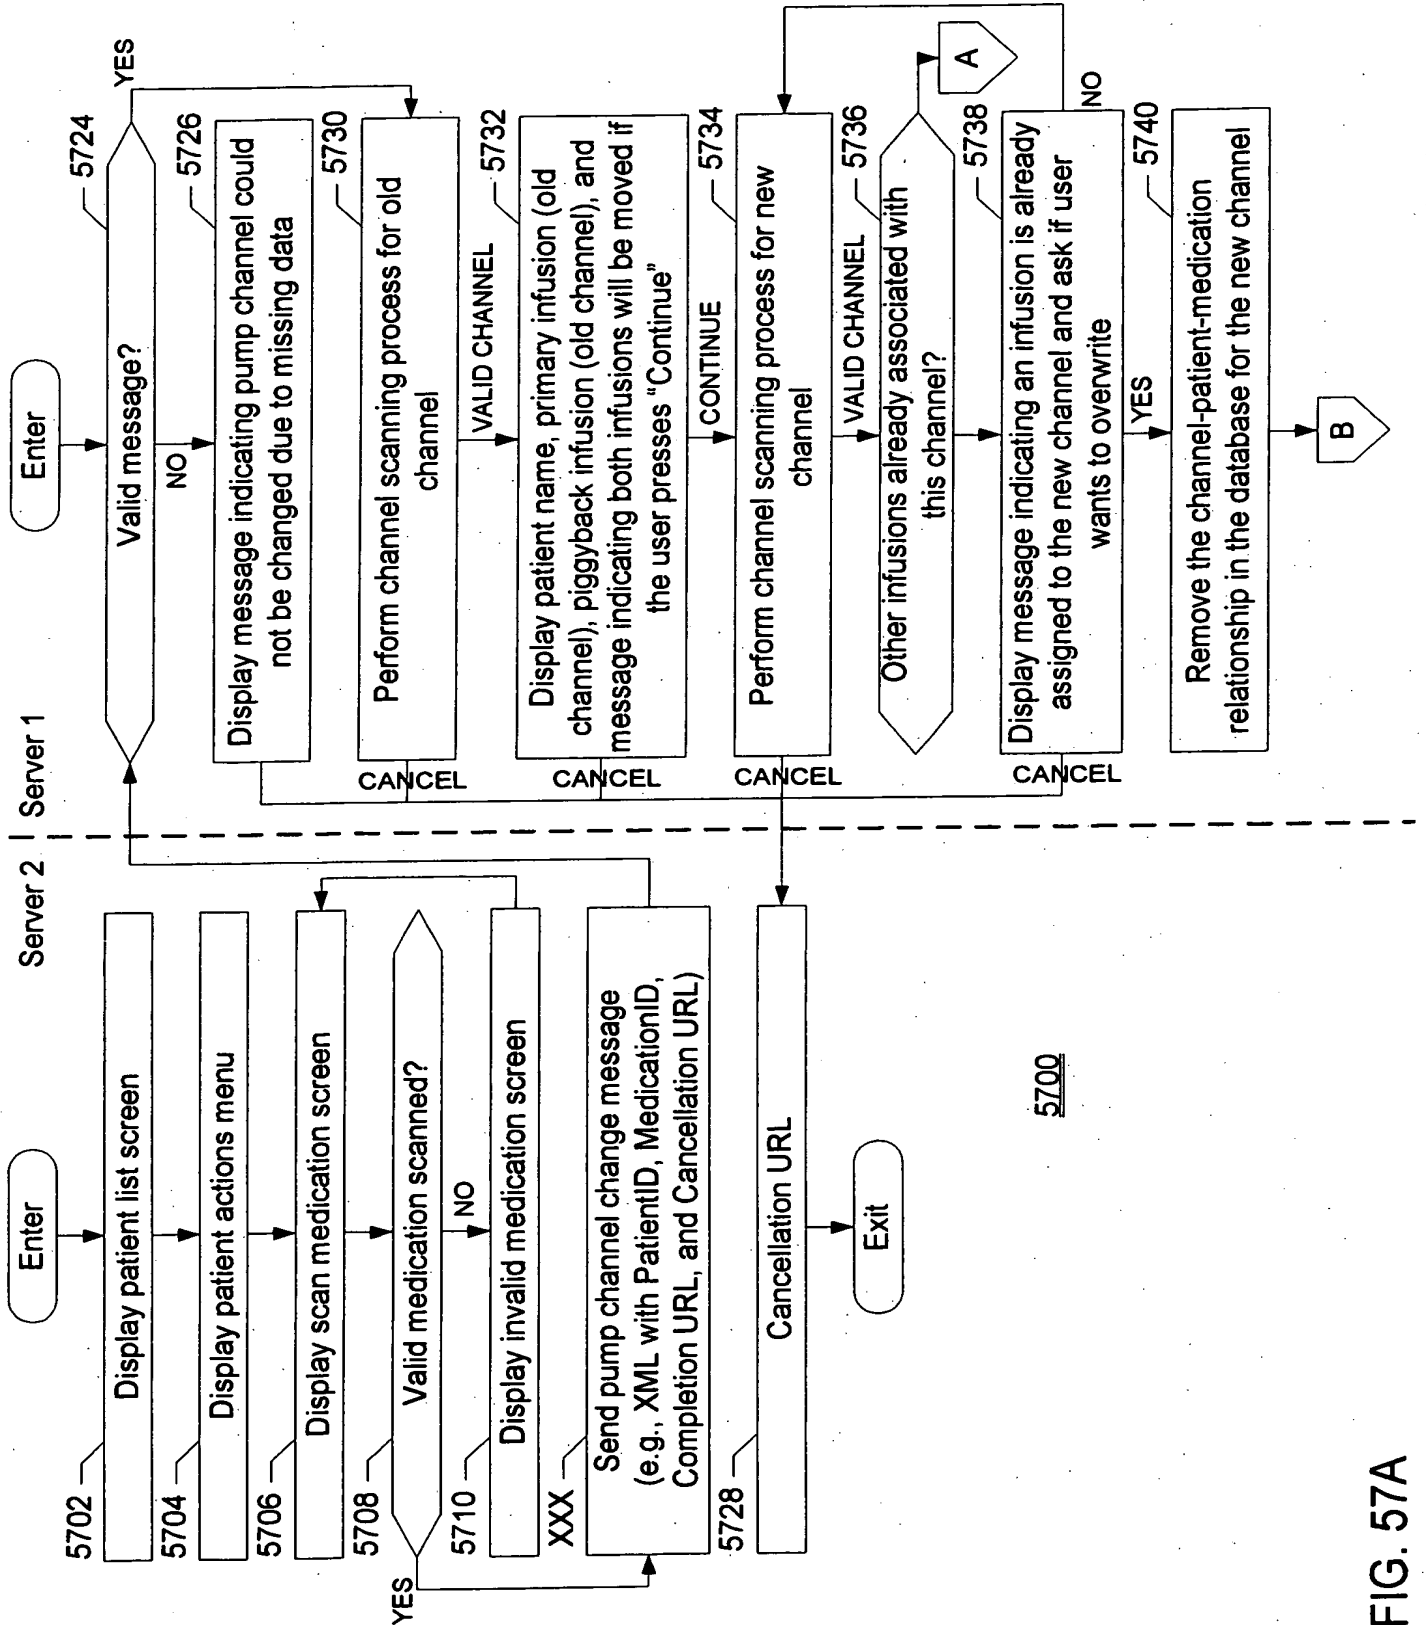 Server 2
Server 1
Enter
5702
Display patient list screen
5704
Display patient actions menu
5706
Display scan medication screen
5708
Valid medication scanned?
YES
NO
5710
Display invalid medication screen
XXX
Send pump channel change message
(e.g., XML with PatientID, MedicationID,
Completion URL, and Cancellation URL)
5728
Cancellation URL
Exit
Enter
5724
Valid message?
YES
NO
5726
Display message indicating pump channel could
not be changed due to missing data
5730
Perform channel scanning process for old
channel
CANCEL
VALID CHANNEL
5732
Display patient name, primary infusion (old
channel), piggyback infusion (old channel), and
message indicating both infusions will be moved if
the user presses “Continue”
CANCEL
CONTINUE
5734
Perform channel scanning process for new
channel
CANCEL
VALID CHANNEL
5736
Other infusions already associated with
this channel?
A
5738
Display message indicating an infusion is already
assigned to the new channel and ask if user
wants to overwrite
CANCEL
NO
YES
5740
Remove the channel-patient-medication
relationship in the database for the new channel
B
5700
FIG. 57A